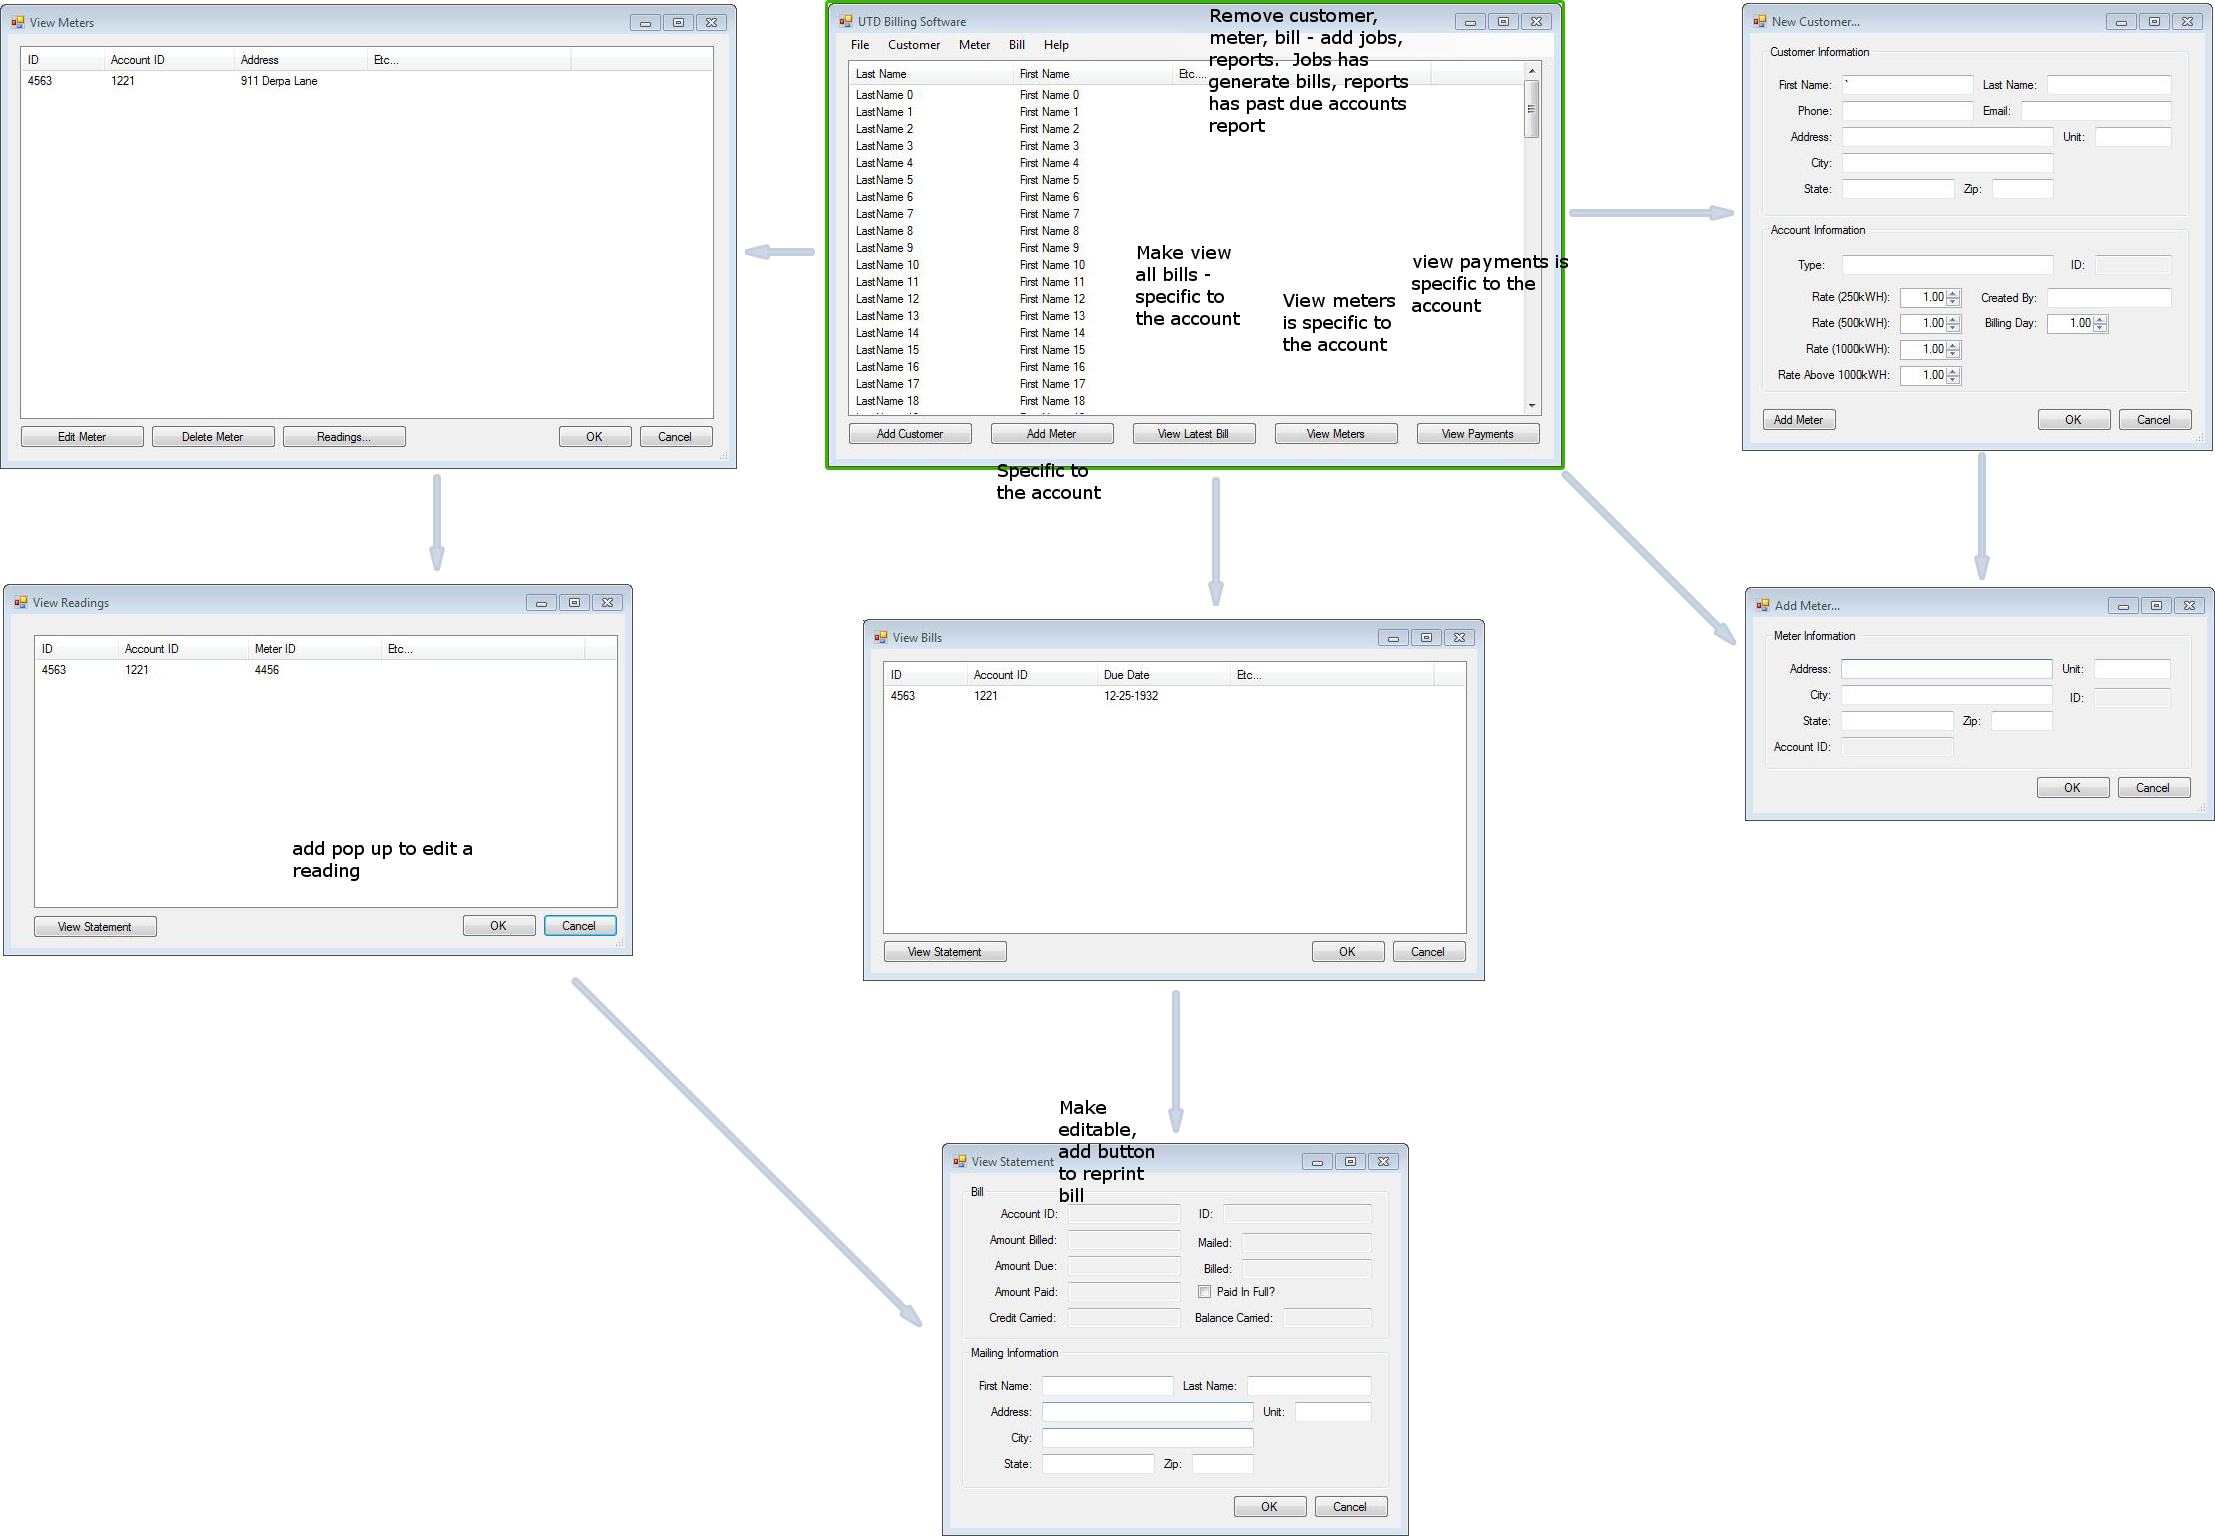 View Meters
ID Account ID Address Etc...
4563 1221 911 Derpa Lane
Edit Meter Delete Meter Readings... OK Cancel
UTD Billing Software
File Customer Meter Bill Help
Remove customer,
meter, bill - add jobs,
reports.  Jobs has
generate bills, reports
has past due accounts
report
Last Name First Name Etc....
LastName 0 First Name 0
LastName 1 First Name 1
LastName 2 First Name 2
LastName 3 First Name 3
LastName 4 First Name 4
LastName 5 First Name 5
LastName 6 First Name 6
LastName 7 First Name 7
LastName 8 First Name 8
LastName 9 First Name 9
LastName 10 First Name 10
LastName 11 First Name 11
LastName 12 First Name 12
LastName 13 First Name 13
LastName 14 First Name 14
LastName 15 First Name 15
LastName 16 First Name 16
LastName 17 First Name 17
LastName 18 First Name 18
Make view
all bills -
specific to
the account
View meters
is specific to
the account
view payments is
specific to the
account
Add Customer Add Meter View Latest Bill View Meters View Payments
Specific to
the account
New Customer...
Customer Information
First Name: ` Last Name:
Phone: Email:
Address: Unit:
City:
State: Zip:
Account Information
Type: ID:
Rate (250kWH): 1.00 Created By:
Rate (500kWH): 1.00 Billing Day: 1.00
Rate (1000kWH): 1.00
Rate Above 1000kWH: 1.00
Add Meter OK Cancel
View Readings
ID Account ID Meter ID Etc...
4563 1221 4456
add pop up to edit a
reading
View Statement OK Cancel
View Bills
ID Account ID Due Date Etc...
4563 1221 12-25-1932
View Statement OK Cancel
Add Meter...
Meter Information
Address: Unit:
City: ID:
State: Zip:
Account ID:
OK Cancel
Make
editable,
add button
to reprint
bill
View Statement
Bill
Account ID: ID:
Amount Billed: Mailed:
Amount Due: Billed:
Amount Paid: Paid In Full?
Credit Carried: Balance Carried:
Mailing Information
First Name: Last Name:
Address: Unit:
City:
State: Zip:
OK Cancel